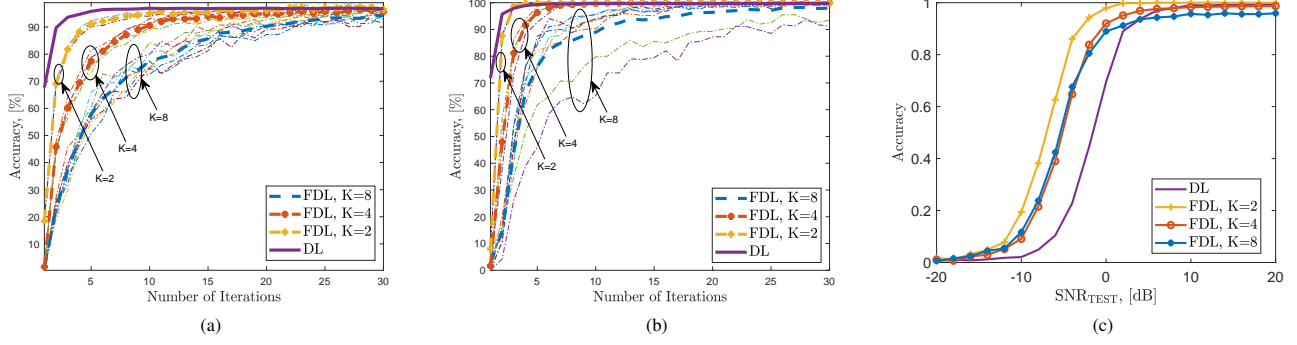 100
90
80
70
60
50
40
30
20
10
Accuracy, [%]
K=8
K=4
K=2
FDL, K=8
FDL, K=4
FDL, K=2
DL
5 10 15 20 25 30
Number of Iterations
(a)
100
90
80
70
60
50
40
30
20
10
0
Accuracy, [%]
K=8
K=4
K=2
FDL, K=8
FDL, K=4
FDL, K=2
DL
5 10 15 20 25 30
Number of Iterations
(b)
1
0.8
0.6
0.4
0.2
0
Accuracy
DL
FDL, K=2
FDL, K=4
FDL, K=8
-20 -10 0 10 20
SNR_TEST, [dB]
(c)